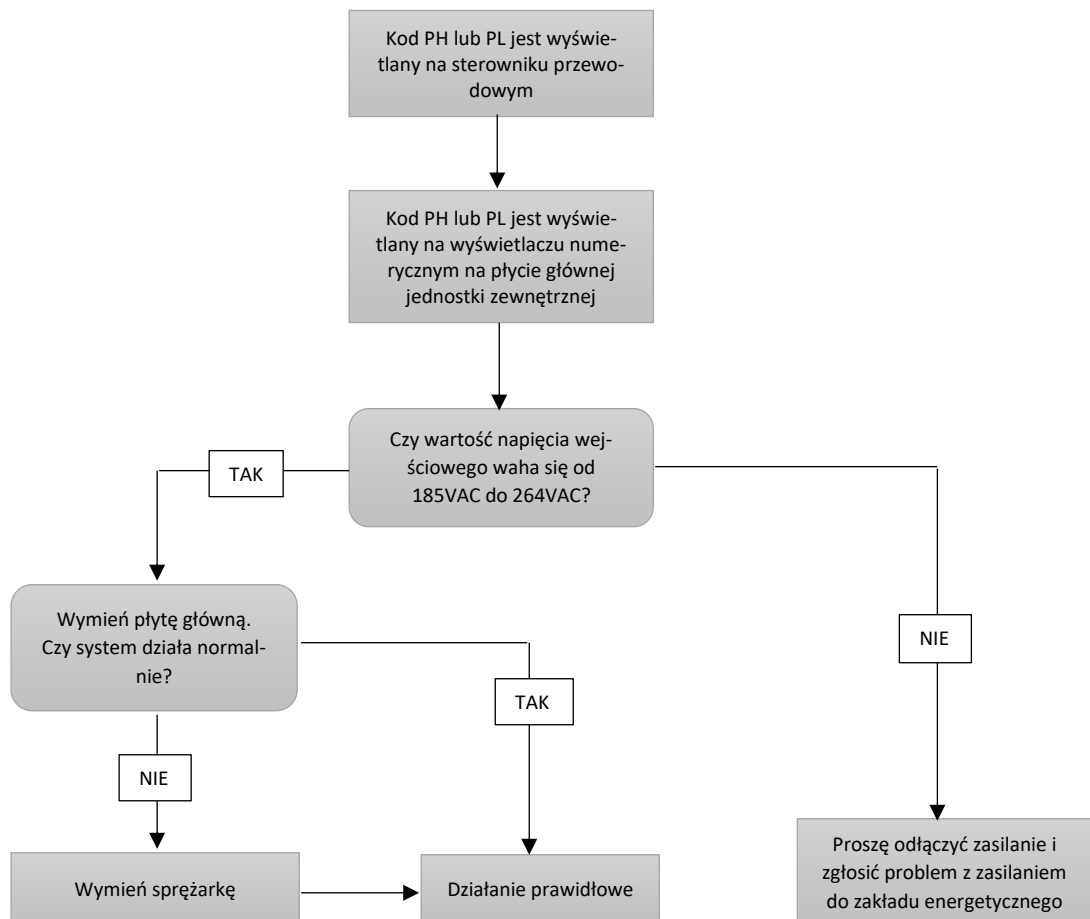 Kod PH lub PL jest wyświe-
tlany na sterowniku przewo-
dowym
Kod PH lub PL jest wyświe-
tlany na wyświetlaczu nume-
rycznym na płycie głównej
jednostki zewnętrznej
Czy wartość napięcia wej-
ściowego waha się od
185VAC do 264VAC?
TAK
Wymień płytę główną.
Czy system działa normal-
nie?
NIE
TAK
NIE
Wymień sprężarkę
Działanie prawidłowe
Proszę odłączyć zasilanie i
zgłosić problem z zasilaniem
do zakładu energetycznego